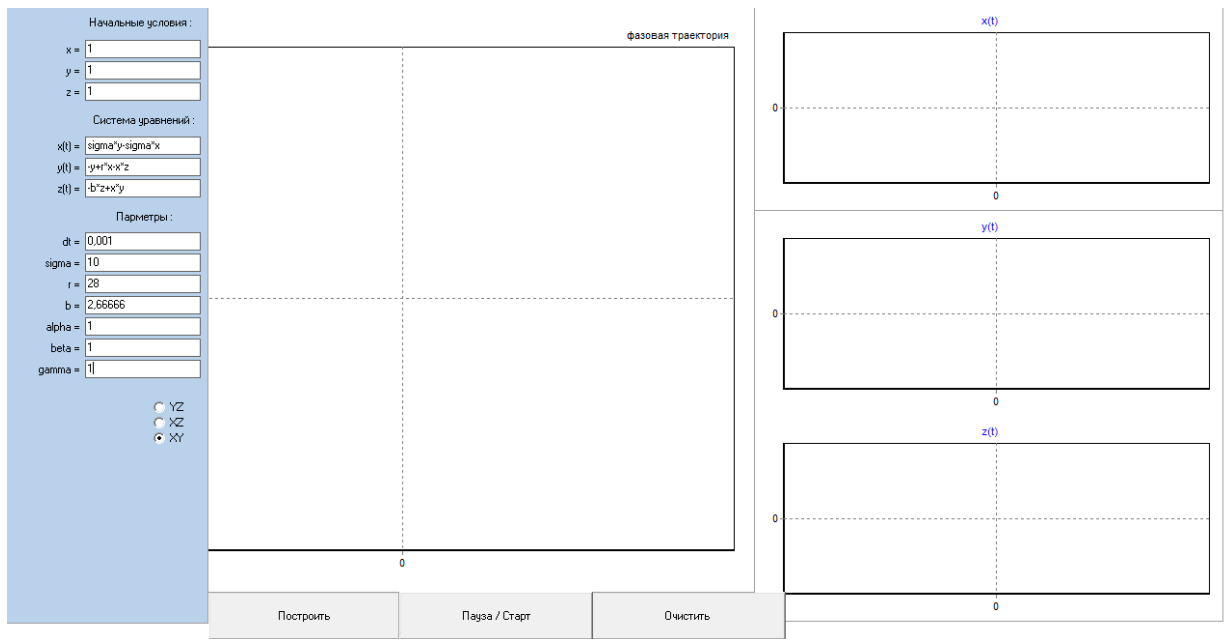 Начальные условия :
x = 1
y = 1
z = 1
Система уравнений :
x(t) = sigma*y-sigma*x
y(t) = -y+r*x-x*z
z(t) = -b*z+x*y
Парметры :
dt = 0,001
sigma = 10
r = 28
b = 2,66666
alpha = 1
beta = 1
gamma = 1
YZ
XZ
XY
фазовая траектория
0
Построить
Пауза / Старт
Очистить
x(t)
0
0
y(t)
0
0
z(t)
0
0